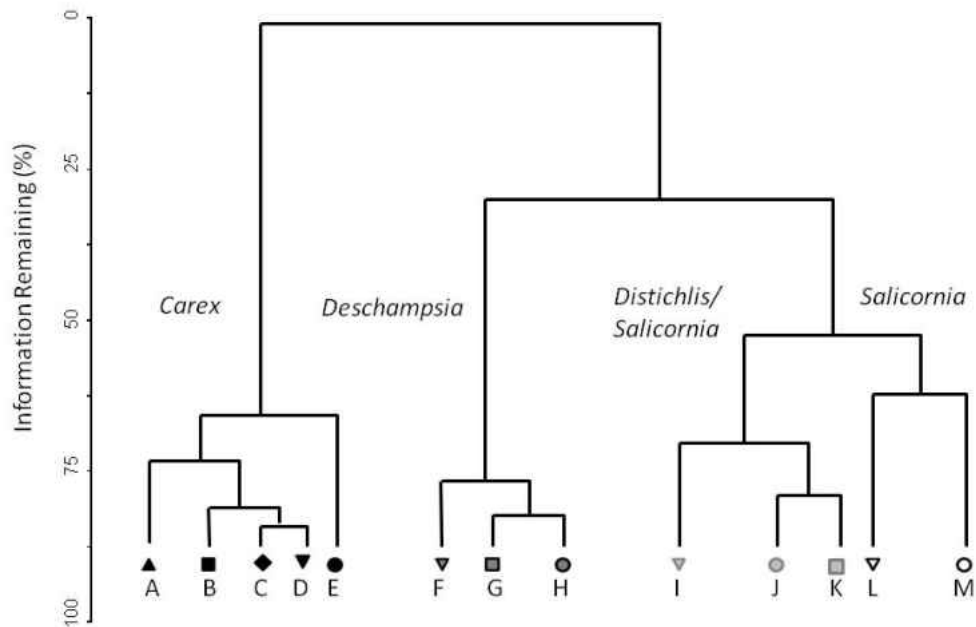 0
25
50
75
100
Information Remaining (%)
Carex
Deschampsia
Distichlis/
Salicornia
Salicornia
A B C D E F G H I J K L M